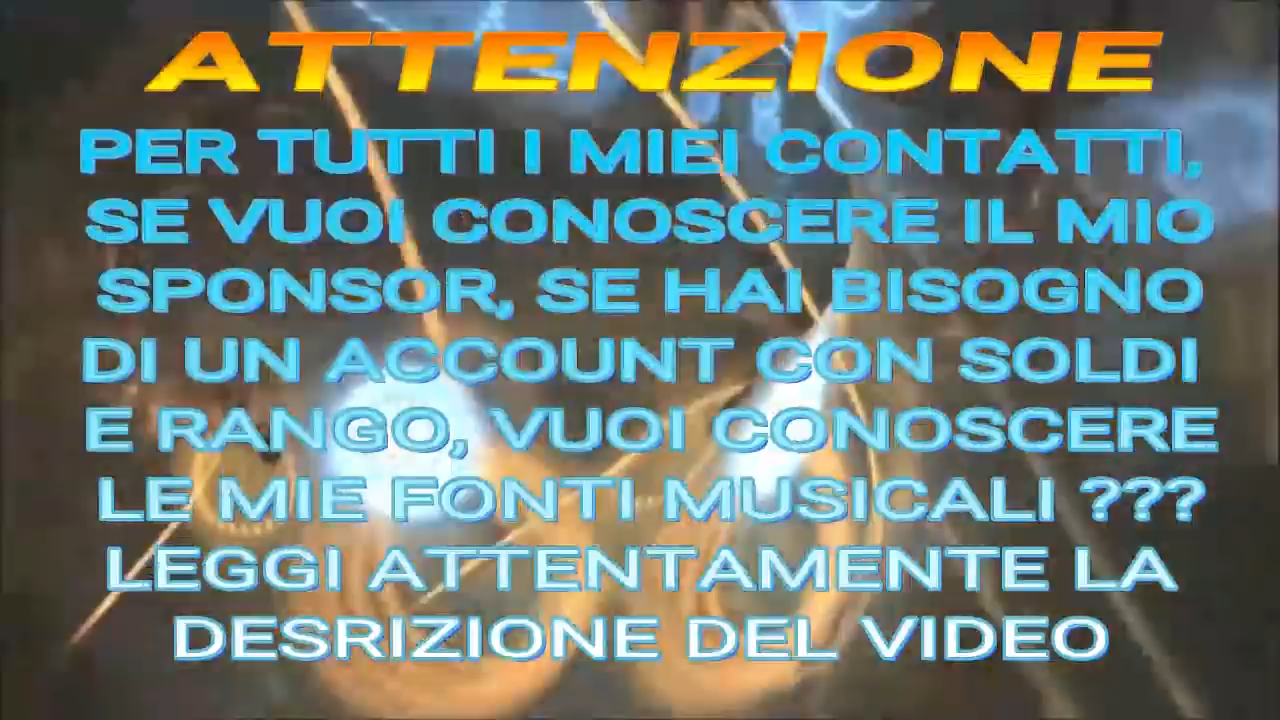 ATTENZIONE
PER TUTTI I MIEI CONTATTI,
SE VUOI CONOSCERE IL MIO
SPONSOR, SE HAI BISOGNO
DI UN ACCOUNT CON SOLDI
E RANGO, VUOI CONOSCERE
LE MIE FONTI MUSICALI ???
LEGGI ATTENTAMENTE LA
DESRIZIONE DEL VIDEO